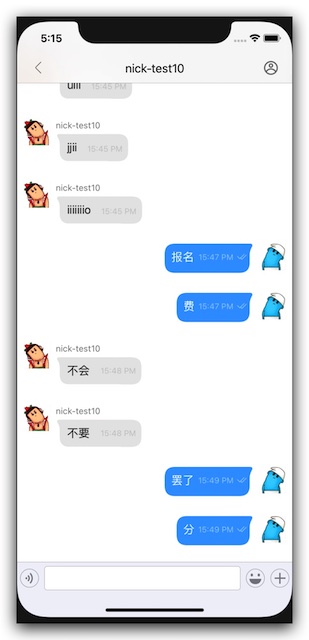 5:15
nick-test10
uiii 15:45 PM
nick-test10
jjii 15:45 PM
nick-test10
iiiiiiio 15:45 PM
报名 15:47 PM
费 15:47 PM
nick-test10
不会 15:48 PM
nick-test10
不要 15:48 PM
罢了 15:49 PM
分 15:49 PM